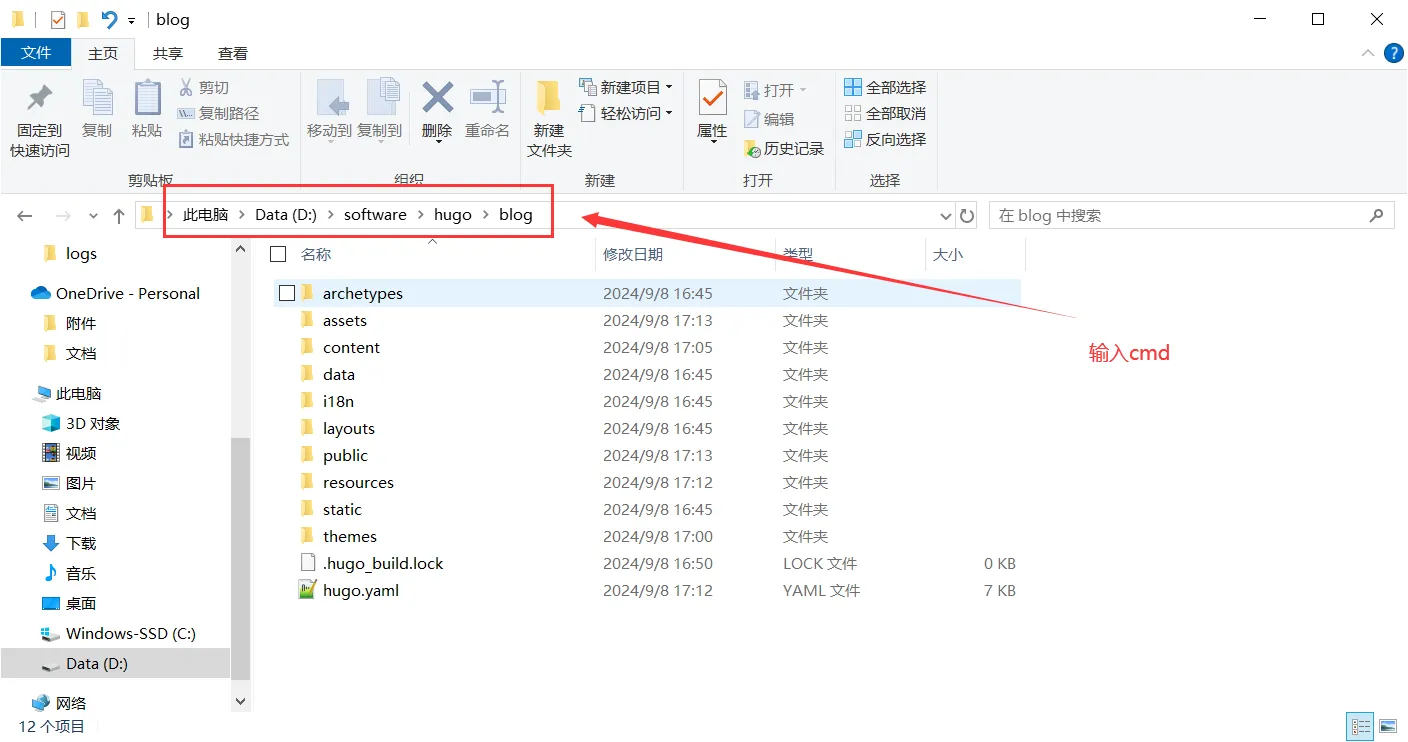 blog
文件 主页 共享 查看
固定到
快速访问
复制
粘贴
剪切
复制路径
粘贴快捷方式
剪贴板
移动到
复制到
删除
重命名
组织
新建
文件夹
新建项目
轻松访问
新建
属性
打开
编辑
历史记录
打开
全部选择
全部取消
反向选择
选择
此电脑 > Data (D:) > software > hugo > blog
在 blog 中搜索
logs
OneDrive - Personal
附件
文档
此电脑
3D 对象
视频
图片
文档
下载
音乐
桌面
Windows-SSD (C:)
Data (D:)
网络
名称 修改日期 类型 大小
archetypes 2024/9/8 16:45 文件夹
assets 2024/9/8 17:13 文件夹
content 2024/9/8 17:05 文件夹
data 2024/9/8 16:45 文件夹
i18n 2024/9/8 16:45 文件夹
layouts 2024/9/8 16:45 文件夹
public 2024/9/8 17:13 文件夹
resources 2024/9/8 17:12 文件夹
static 2024/9/8 16:45 文件夹
themes 2024/9/8 17:00 文件夹
.hugo_build.lock 2024/9/8 16:50 LOCK 文件 0 KB
hugo.yaml 2024/9/8 17:12 YAML 文件 7 KB
输入cmd
12 个项目